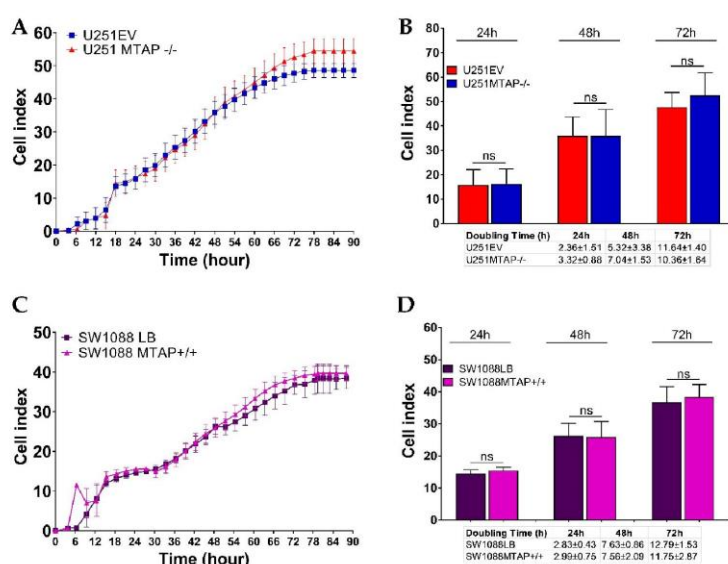 A
U251EV
U251 MTAP -/-
60
50
40
30
20
10
0
Cell index
0 6 12 18 24 30 36 42 48 54 60 66 72 78 84 90
Time (hour)
B
24h 48h 72h
U251EV
U251MTAP-/-
80
70
60
50
40
30
20
10
0
Cell index
ns ns ns
Doubling Time (h) 24h 48h 72h
U251EV 2.36±1.51 5.32±3.38 11.64±1.40
U251MTAP-/- 3.32±0.88 7.04±1.53 10.36±1.64
C
SW1088 LB
SW1088 MTAP+/+
50
40
30
20
10
0
Cell index
0 6 12 18 24 30 36 42 48 54 60 66 72 78 84 90
Time (hour)
D
24h 48h 72h
SW1088LB
SW1088MTAP+/+
60
50
40
30
20
10
0
Cell index
ns ns ns
Doubling Time (h) 24h 48h 72h
SW1088LB 2.83±0.43 7.63±0.86 12.79±1.53
SW1088MTAP+/+ 2.99±0.75 7.56±2.09 11.75±2.87